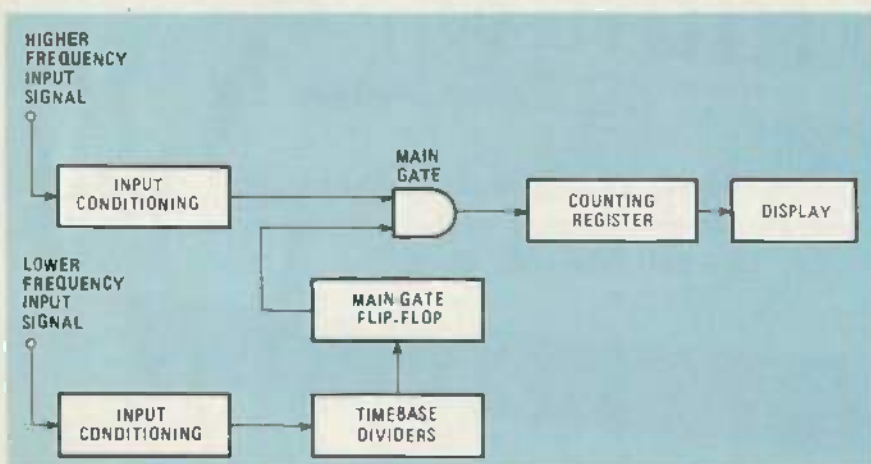 HIGHER
FREQUENCY
INPUT
SIGNAL
INPUT
CONDITIONING
MAIN
GATE
COUNTING
REGISTER
DISPLAY
LOWER
FREQUENCY
INPUT
SIGNAL
MAIN GATE
FLIP-FLOP
INPUT
CONDITIONING
TIMEBASE
DIVIDERS